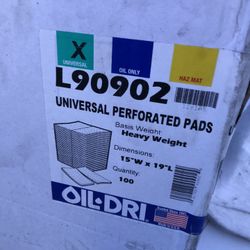 X
UNIVERSAL
OIL ONLY
HAZ MAT
L90902
UNIVERSAL PERFORATED PADS
Basis Weight:
Heavy Weight
Dimensions:
15"W x 19"L
Quantity:
100
OIL-DRI